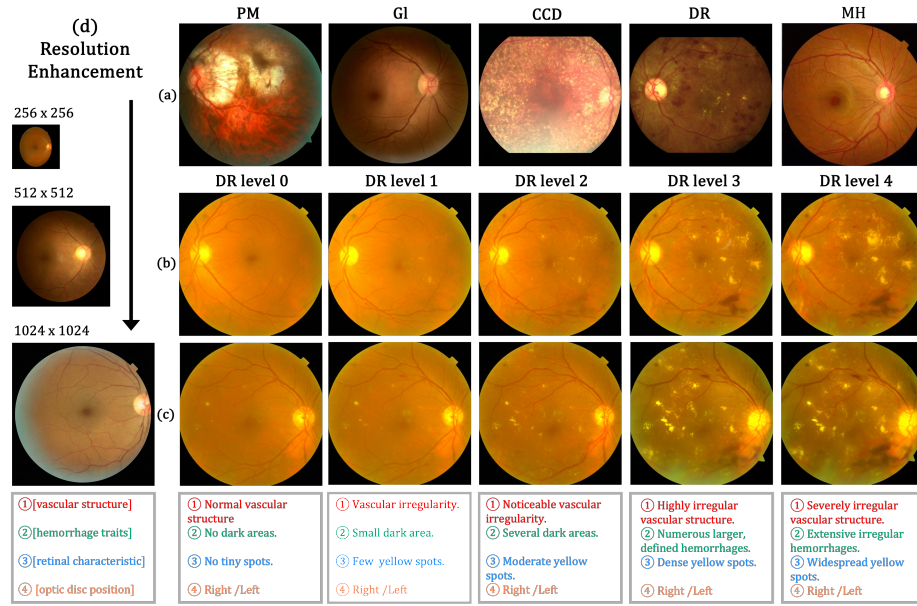 (d)
Resolution
Enhancement
256 x 256
512 x 512
1024 x 1024
PM
Gl
CCD
DR
MH
(a)
DR level 0
DR level 1
DR level 2
DR level 3
DR level 4
(b)
(c)
①[vascular structure]
②[hemorrhage traits]
③[retinal characteristic]
④ [optic disc position]
① Normal vascular
structure
② No dark areas.
③ No tiny spots.
④ Right /Left
① Vascular irregularity.
② Small dark area.
③ Few yellow spots.
④ Right /Left
① Noticeable vascular
irregularity.
② Several dark areas.
③ Moderate yellow
spots.
④ Right /Left
① Highly irregular
vascular structure.
② Numerous larger,
defined hemorrhages.
③ Dense yellow spots.
④ Right /Left
① Severely irregular
vascular structure.
② Extensive irregular
hemorrhages.
③ Widespread yellow
spots.
④ Right /Left